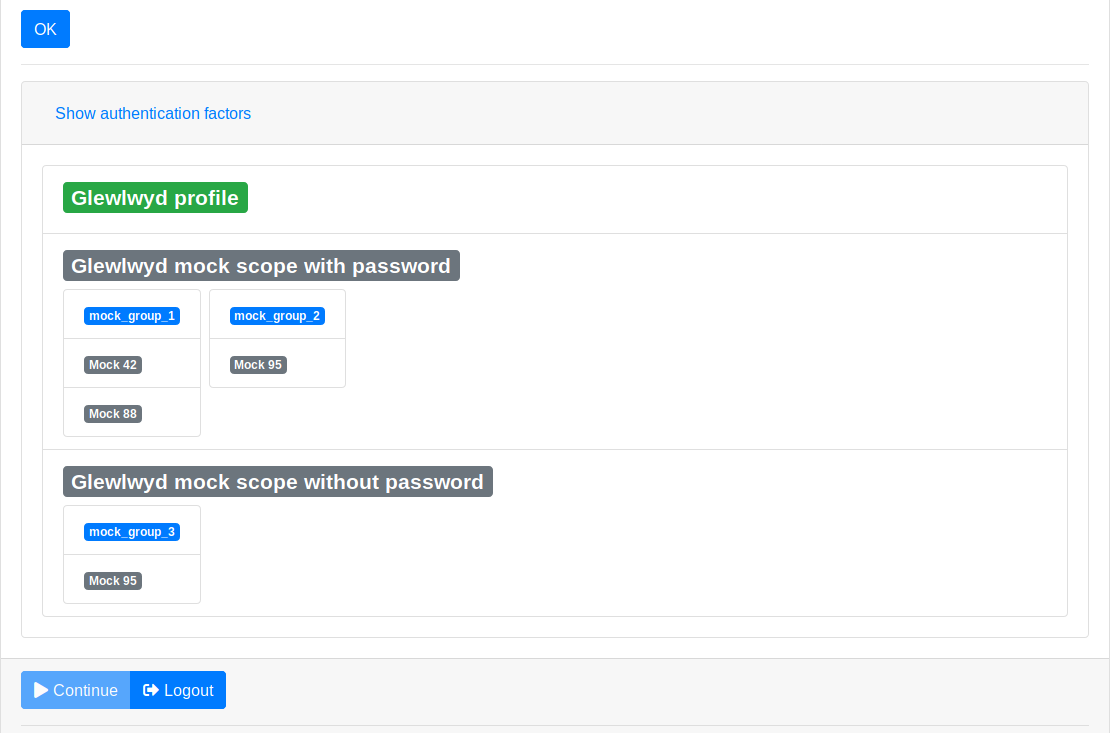 OK
Show authentication factors
Glewlwyd profile
Glewlwyd mock scope with password
mock_group_1 mock_group_2
Mock 42 Mock 95
Mock 88
Glewlwyd mock scope without password
mock_group_3
Mock 95
Continue Logout